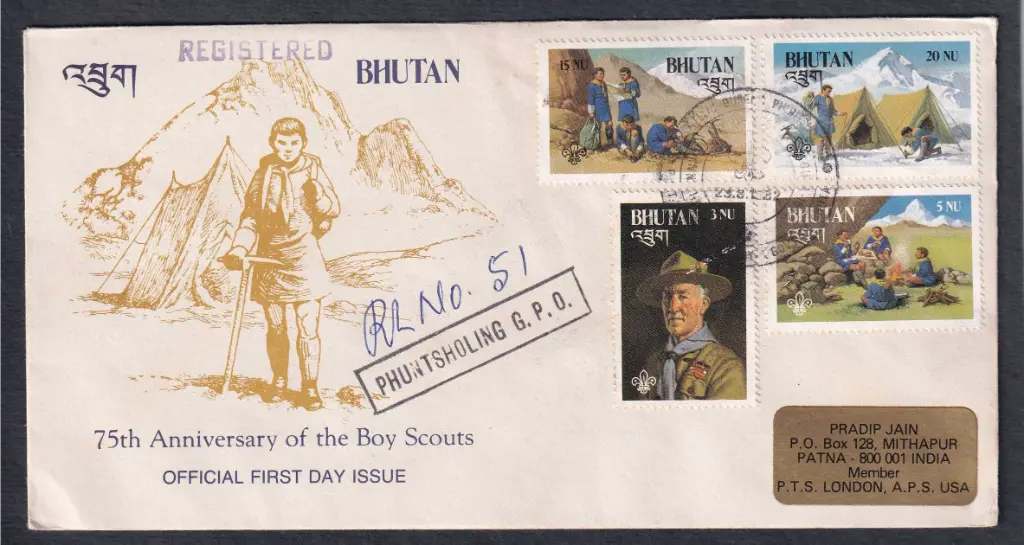 REGISTERED
འབྲུག
BHUTAN
15 NU
BHUTAN
འབྲུག
20 NU
BHUTAN
འབྲུག
BHUTAN
3 NU
འབྲུག
BHUTAN
5 NU
འབྲུག
RL No. 51
PHUNTSHOLING G. P. O.
75th Anniversary of the Boy Scouts
OFFICIAL FIRST DAY ISSUE
PRADIP JAIN
P.O. Box 128, MITHAPUR
PATNA - 800 001 INDIA
Member
P.T.S. LONDON, A.P.S. USA